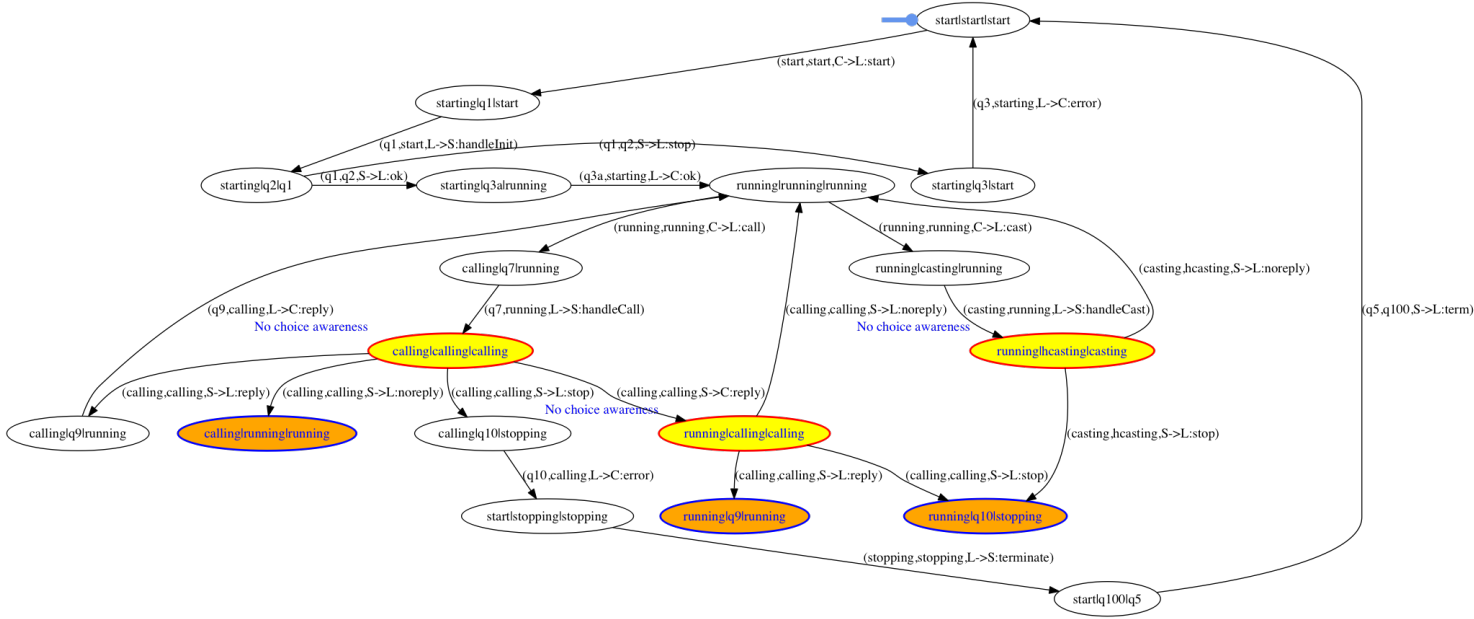 start|start|start
(start,start,C->L:start)
starting|q1|start
(q3,starting,L->C:error)
(q1,start,L->S:handleInit)
(q1,q2,S->L:stop)
starting|q2|q1
(q1,q2,S->L:ok)
starting|q3a|running
(q3a,starting,L->C:ok)
running|running|running
starting|q3|start
(running,running,C->L:call)
(running,running,C->L:cast)
calling|q7|running
running|casting|running
(casting,hcasting,S->L:noreply)
(q9,calling,L->C:reply)
(q7,running,L->S:handleCall)
(calling,calling,S->L:noreply)
(casting,running,L->S:handleCast)
(q5,q100,S->L:term)
No choice awareness
No choice awareness
calling|calling|calling
running|hcasting|casting
(calling,calling,S->L:reply)
(calling,calling,S->L:noreply)
(calling,calling,S->L:stop)
(calling,calling,S->C:reply)
No choice awareness
calling|q9|running
calling|running|running
calling|q10|stopping
running|calling|calling
(casting,hcasting,S->L:stop)
(q10,calling,L->C:error)
(calling,calling,S->L:reply)
(calling,calling,S->L:stop)
start|stopping|stopping
running|q9|running
running|q10|stopping
(stopping,stopping,L->S:terminate)
start|q100|q5